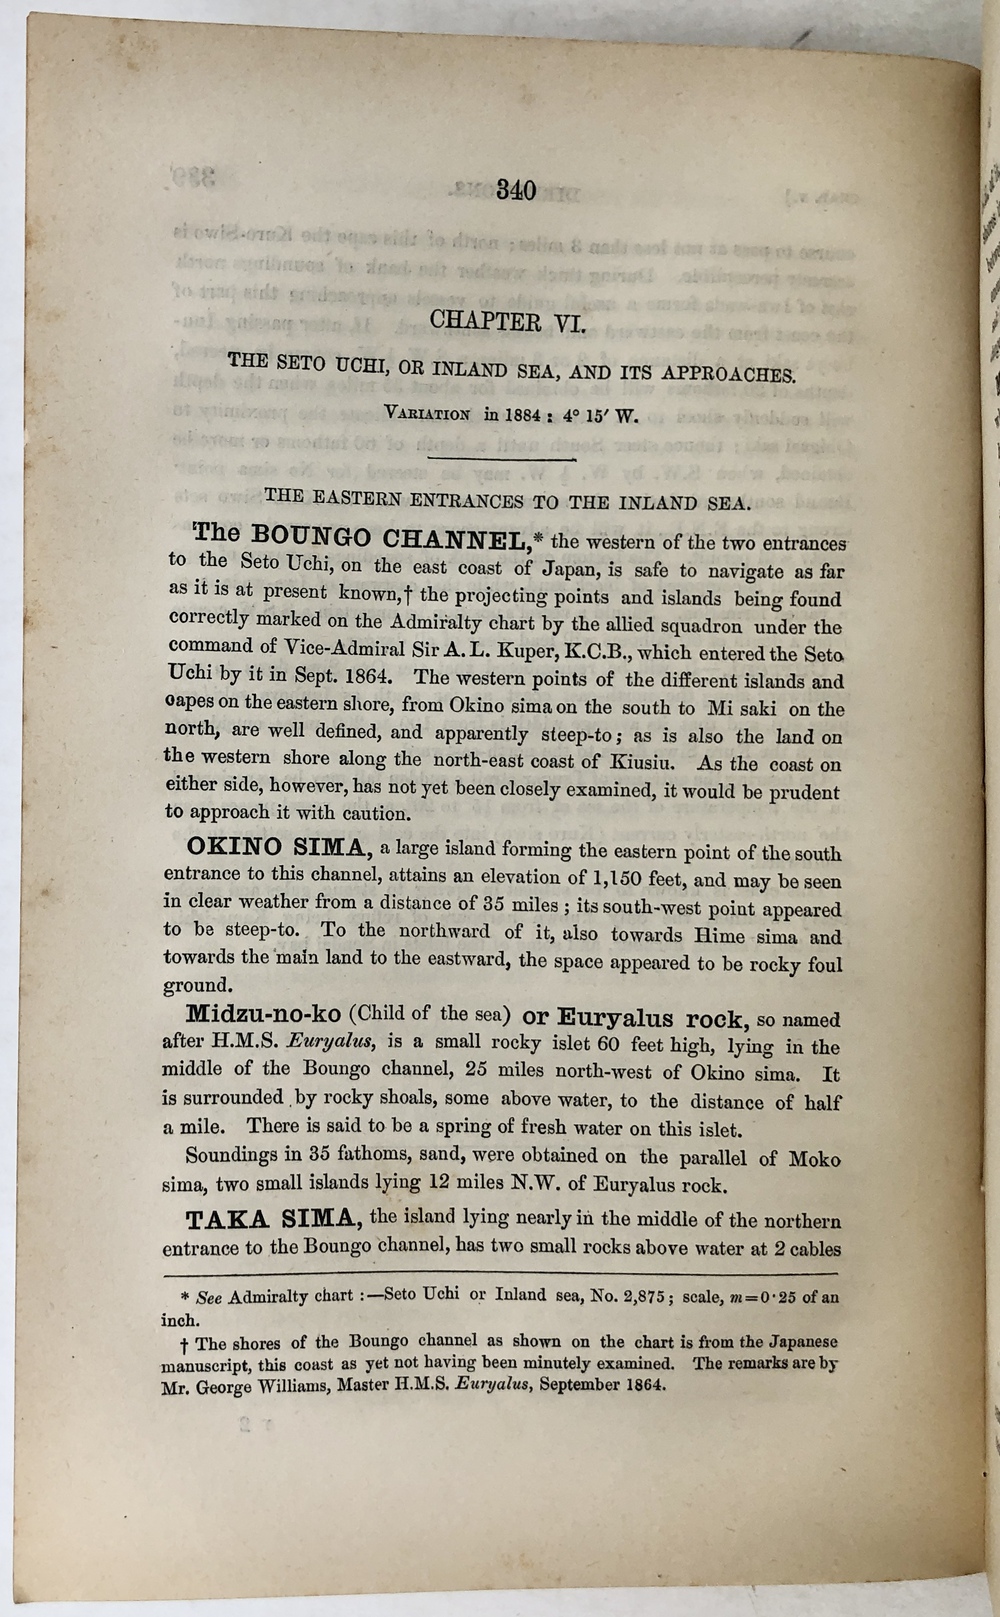 340
CHAPTER VI.
THE SETO UCHI, OR INLAND SEA, AND ITS APPROACHES.
VARIATION in 1884 : 4° 15′ W.
THE EASTERN ENTRANCES TO THE INLAND SEA.
The BOUNGO CHANNEL,* the western of the two entrances
to the Seto Uchi, on the east coast of Japan, is safe to navigate as far
as it is at present known,† the projecting points and islands being found
correctly marked on the Admiralty chart by the allied squadron under the
command of Vice-Admiral Sir A. L. Kuper, K.C.B., which entered the Seto
Uchi by it in Sept. 1864. The western points of the different islands and
capes on the eastern shore, from Okino sima on the south to Mi saki on the
north, are well defined, and apparently steep-to ; as is also the land on
the western shore along the north-east coast of Kiusiu. As the coast on
either side, however, has not yet been closely examined, it would be prudent
to approach it with caution.
OKINO SIMA, a large island forming the eastern point of the south
entrance to this channel, attains an elevation of 1,150 feet, and may be seen
in clear weather from a distance of 35 miles ; its south-west point appeared
to be steep-to. To the northward of it, also towards Hime sima and
towards the main land to the eastward, the space appeared to be rocky foul
ground.
Midzu-no-ko (Child of the sea) or Euryalus rock, so named
after H.M.S. Euryalus, is a small rocky islet 60 feet high, lying in the
middle of the Boungo channel, 25 miles north-west of Okino sima. It
is surrounded by rocky shoals, some above water, to the distance of half
a mile. There is said to be a spring of fresh water on this islet.
Soundings in 35 fathoms, sand, were obtained on the parallel of Moko
sima, two small islands lying 12 miles N.W. of Euryalus rock.
TAKA SIMA, the island lying nearly in the middle of the northern
entrance to the Boungo channel, has two small rocks above water at 2 cables
* See Admiralty chart :—Seto Uchi or Inland sea, No. 2,875 ; scale, m=0·25 of an
inch.
† The shores of the Boungo channel as shown on the chart is from the Japanese
manuscript, this coast as yet not having been minutely examined. The remarks are by
Mr. George Williams, Master H.M.S. Euryalus, September 1864.